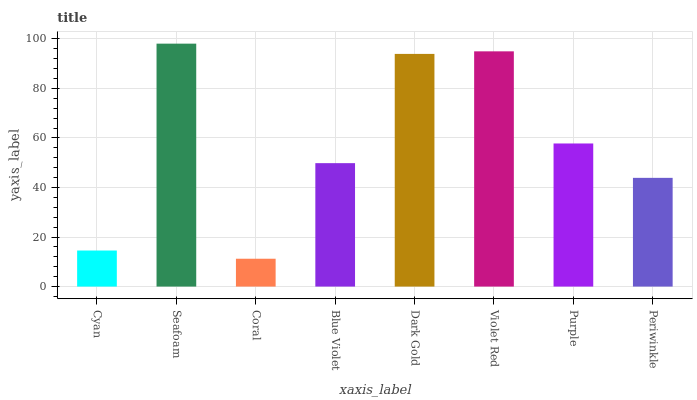 title
yaxis_label
100
80
60
40
20
0
Cyan
Seafoam
Coral
Blue Violet
Dark Gold
Violet Red
Purple
Periwinkle
xaxis_label